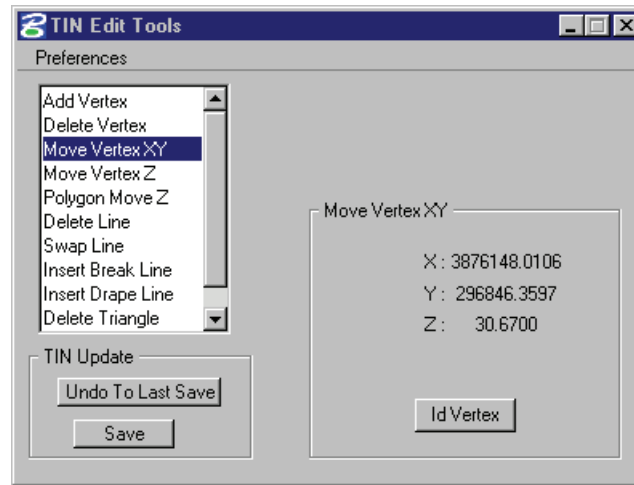 TIN Edit Tools
Preferences
Add Vertex
Delete Vertex
Move Vertex XY
Move Vertex Z
Polygon Move Z
Delete Line
Swap Line
Insert Break Line
Insert Drape Line
Delete Triangle
TIN Update
Undo To Last Save
Save
Move Vertex XY
X : 3876148.0106
Y : 296846.3597
Z : 30.6700
Id Vertex